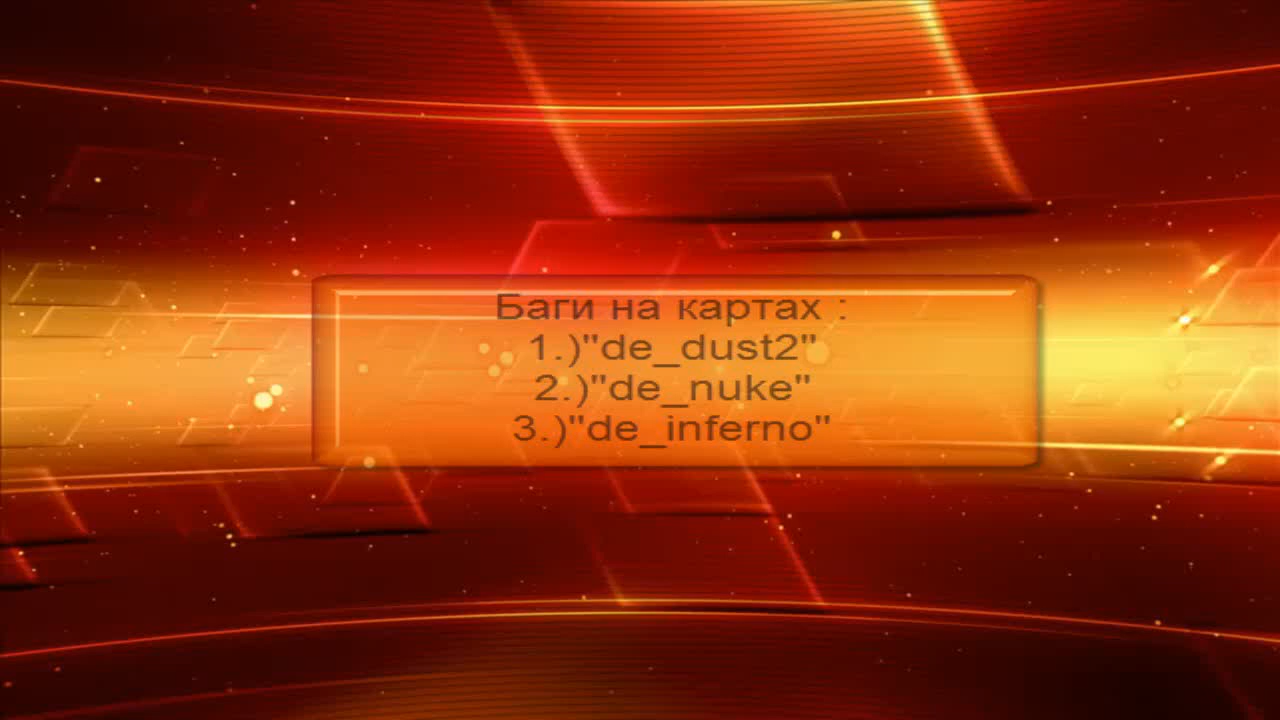 Баги на картах :
1.)"de_dust2"
2.)"de_nuke"
3.)"de_inferno"